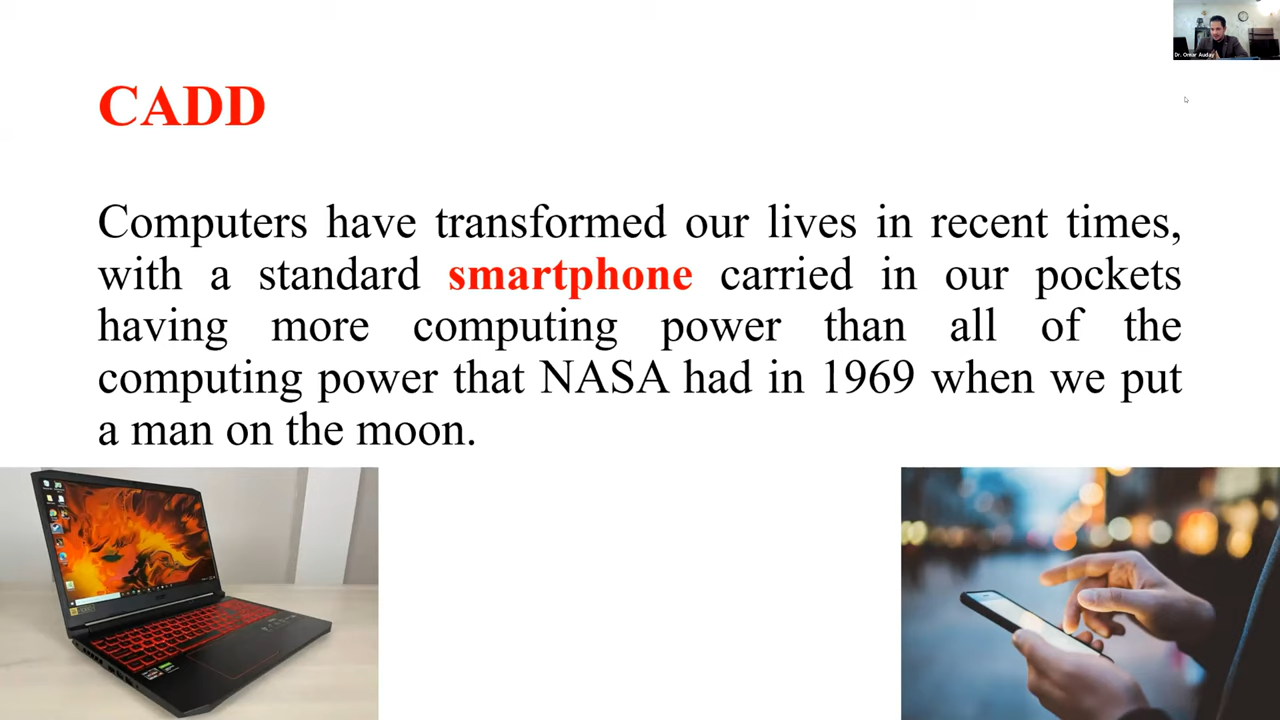 Dr. Omar Auday
CADD
Computers have transformed our lives in recent times,
with a standard smartphone carried in our pockets
having more computing power than all of the
computing power that NASA had in 1969 when we put
a man on the moon.